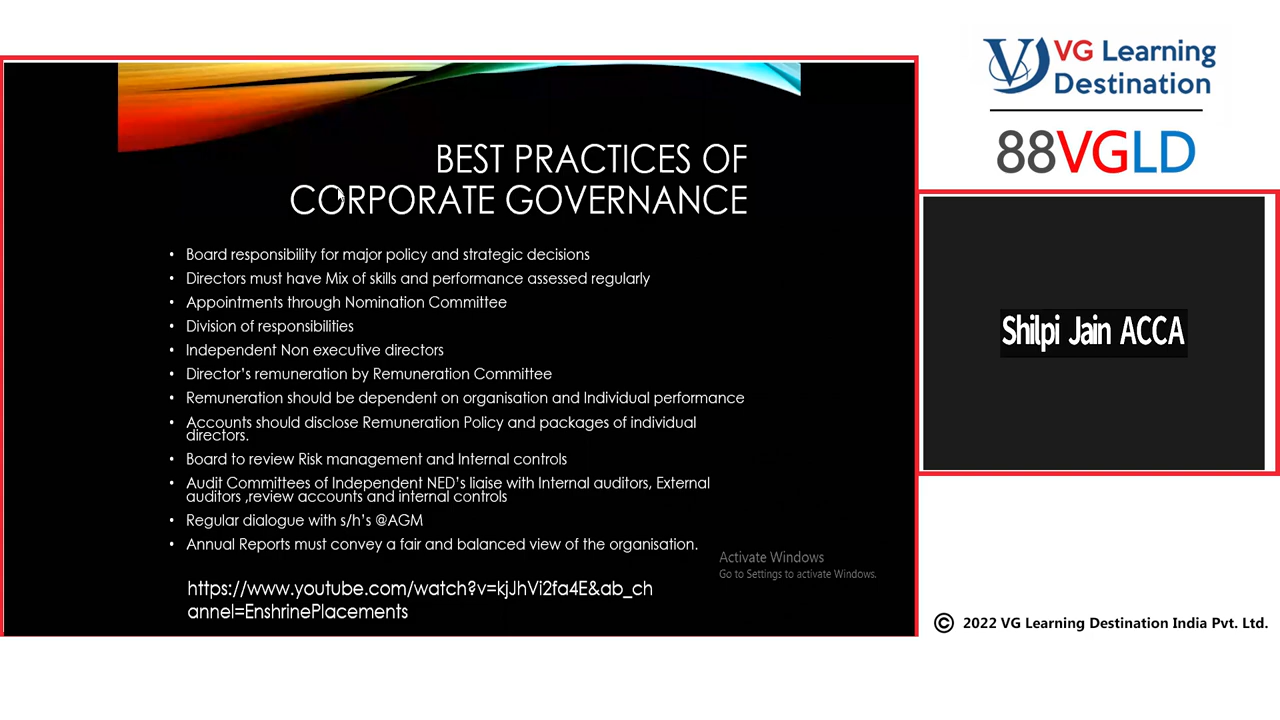 BEST PRACTICES OF
CORPORATE GOVERNANCE
• Board responsibility for major policy and strategic decisions
• Directors must have Mix of skills and performance assessed regularly
• Appointments through Nomination Committee
• Division of responsibilities
• Independent Non executive directors
• Director's remuneration by Remuneration Committee
• Remuneration should be dependent on organisation and Individual performance
• Accounts should disclose Remuneration Policy and packages of individual
directors.
• Board to review Risk management and Internal controls
• Audit Committees of Independent NED's liaise with Internal auditors, External
auditors ,review accounts and internal controls
• Regular dialogue with s/h's @AGM
• Annual Reports must convey a fair and balanced view of the organisation.
https://www.youtube.com/watch?v=kjJhVi2fa4E&ab_ch
annel=EnshrinePlacements
Activate Windows
Go to Settings to activate Windows.
VG Learning
Destination
88VGLD
Shilpi Jain ACCA
© 2022 VG Learning Destination India Pvt. Ltd.